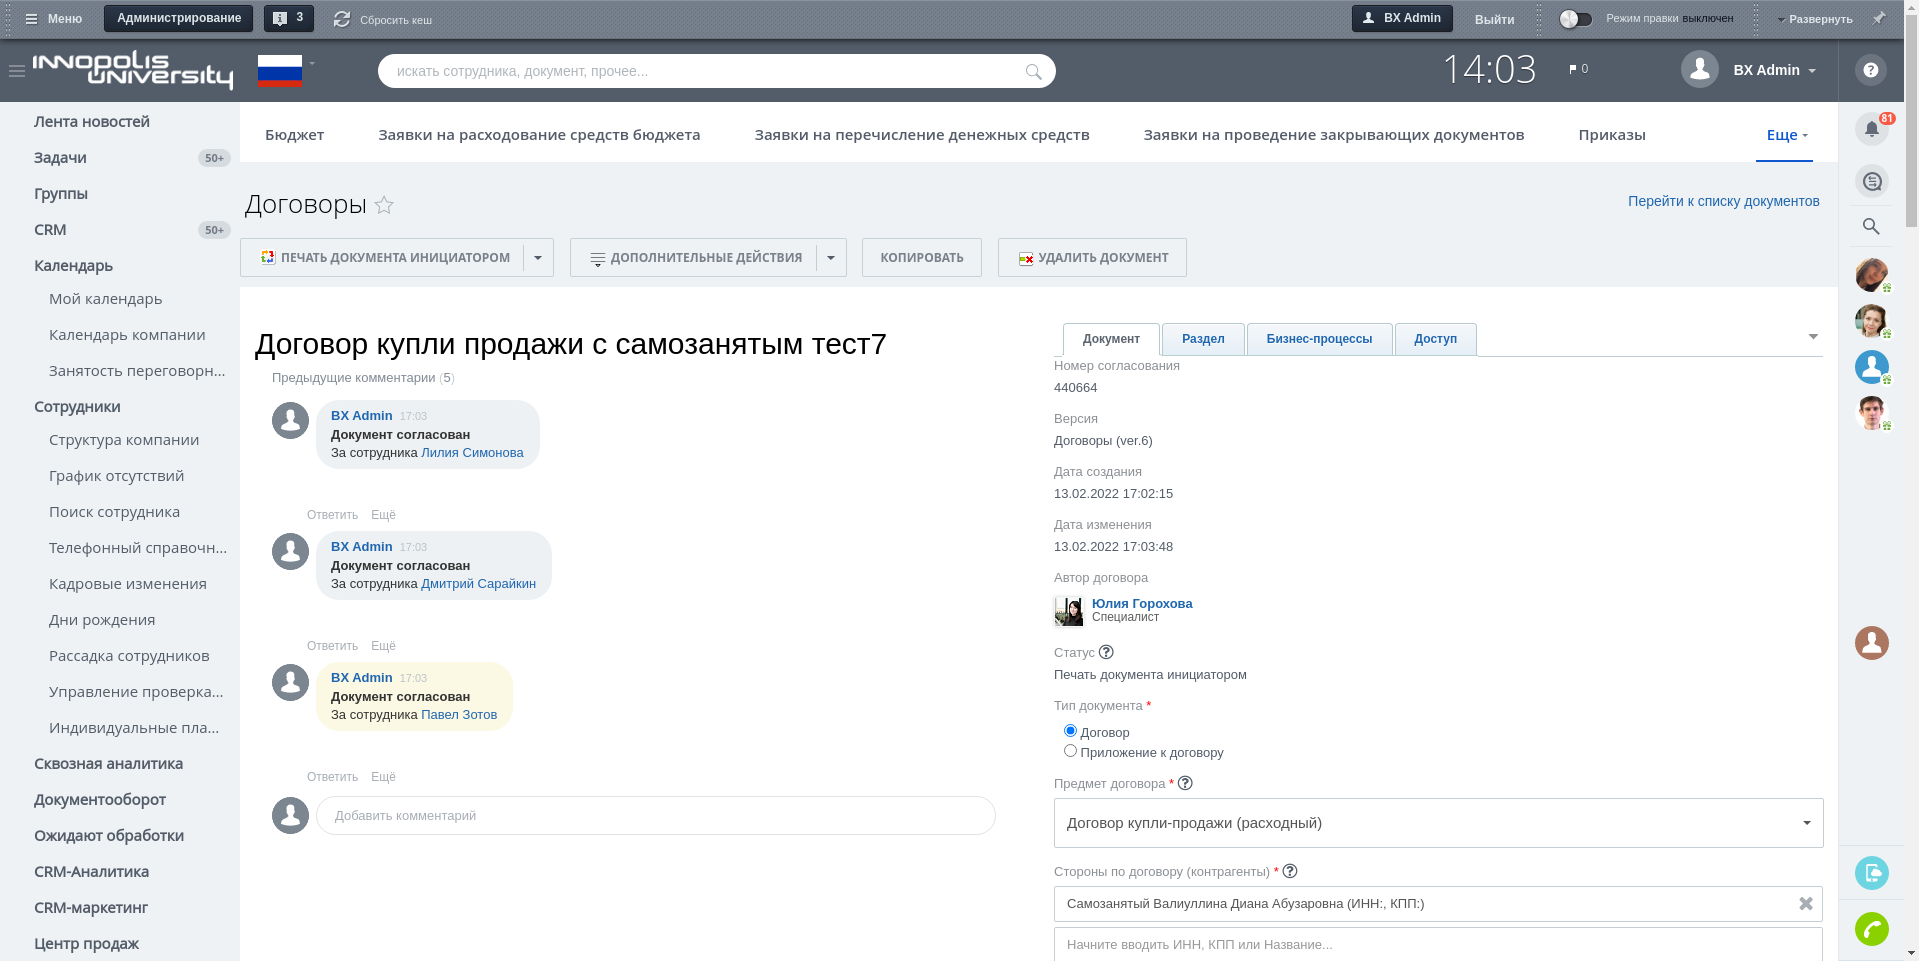 Меню
Администрирование
3
Сбросить кеш
BX Admin
Выйти
Режим правки выключен
Развернуть
INNOPOLIS UNIVERSITY
искать сотрудника, документ, прочее...
14:03
0
BX Admin
Лента новостей
Задачи 50+
Группы
CRM 50+
Календарь
Мой календарь
Календарь компании
Занятость переговорн...
Сотрудники
Структура компании
График отсутствий
Поиск сотрудника
Телефонный справочн...
Кадровые изменения
Дни рождения
Рассадка сотрудников
Управление проверка...
Индивидуальные пла...
Сквозная аналитика
Документооборот
Ожидают обработки
CRM-Аналитика
CRM-маркетинг
Центр продаж
Бюджет
Заявки на расходование средств бюджета
Заявки на перечисление денежных средств
Заявки на проведение закрывающих документов
Приказы
Еще
81
Договоры
Перейти к списку документов
ПЕЧАТЬ ДОКУМЕНТА ИНИЦИАТОРОМ
ДОПОЛНИТЕЛЬНЫЕ ДЕЙСТВИЯ
КОПИРОВАТЬ
УДАЛИТЬ ДОКУМЕНТ
Договор купли продажи с самозанятым тест7
Предыдущие комментарии (5)
BX Admin 17:03
Документ согласован
За сотрудника Лилия Симонова
Ответить Ещё
BX Admin 17:03
Документ согласован
За сотрудника Дмитрий Сарайкин
Ответить Ещё
BX Admin 17:03
Документ согласован
За сотрудника Павел Зотов
Ответить Ещё
Добавить комментарий
Документ
Раздел
Бизнес-процессы
Доступ
Номер согласования
440664
Версия
Договоры (ver.6)
Дата создания
13.02.2022 17:02:15
Дата изменения
13.02.2022 17:03:48
Автор договора
Юлия Горохова
Специалист
Статус ?
Печать документа инициатором
Тип документа *
Договор
Приложение к договору
Предмет договора * ?
Договор купли-продажи (расходный)
Стороны по договору (контрагенты) * ?
Самозанятый Валиуллина Диана Абузаровна (ИНН:, КПП:)
Начните вводить ИНН, КПП или Название...